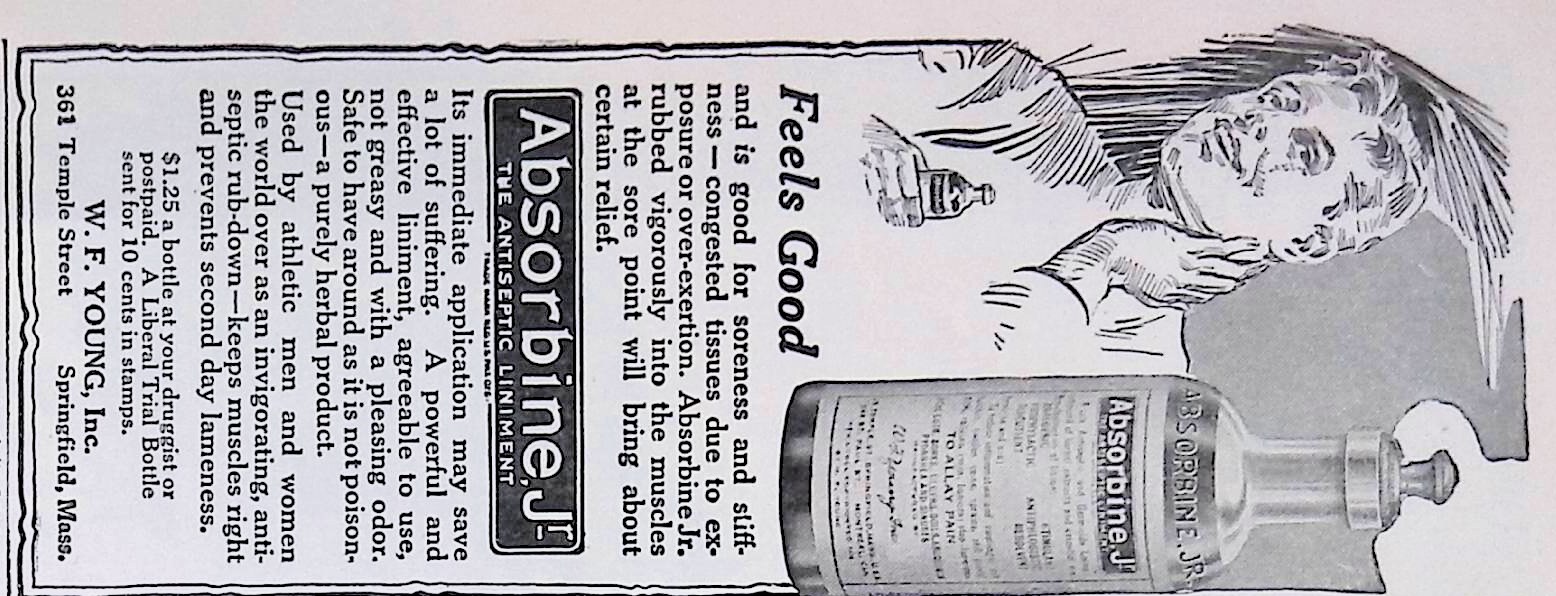 Feels Good
and is good for soreness and stiff-
ness—congested tissues due to ex-
posure or over-exertion. Absorbine Jr.
rubbed vigorously into the muscles
at the sore point will bring about
certain relief.
Absorbine, Jr
THE ANTISEPTIC LINIMENT
TRADE MARK REG. U.S. PAT. OFF.
Its immediate application may save
a lot of suffering. A powerful and
effective liniment, agreeable to use,
not greasy and with a pleasing odor.
Safe to have around as it is not poison-
ous—a purely herbal product.
Used by athletic men and women
the world over as an invigorating, anti-
septic rub-down—keeps muscles right
and prevents second day lameness.
$1.25 a bottle at your druggist or
postpaid. A Liberal Trial Bottle
sent for 10 cents in stamps.
W. F. YOUNG, Inc.
361 Temple Street Springfield, Mass.
ABSORBINE. JR.
Absorbine, Jr
TO ALLAY PAIN